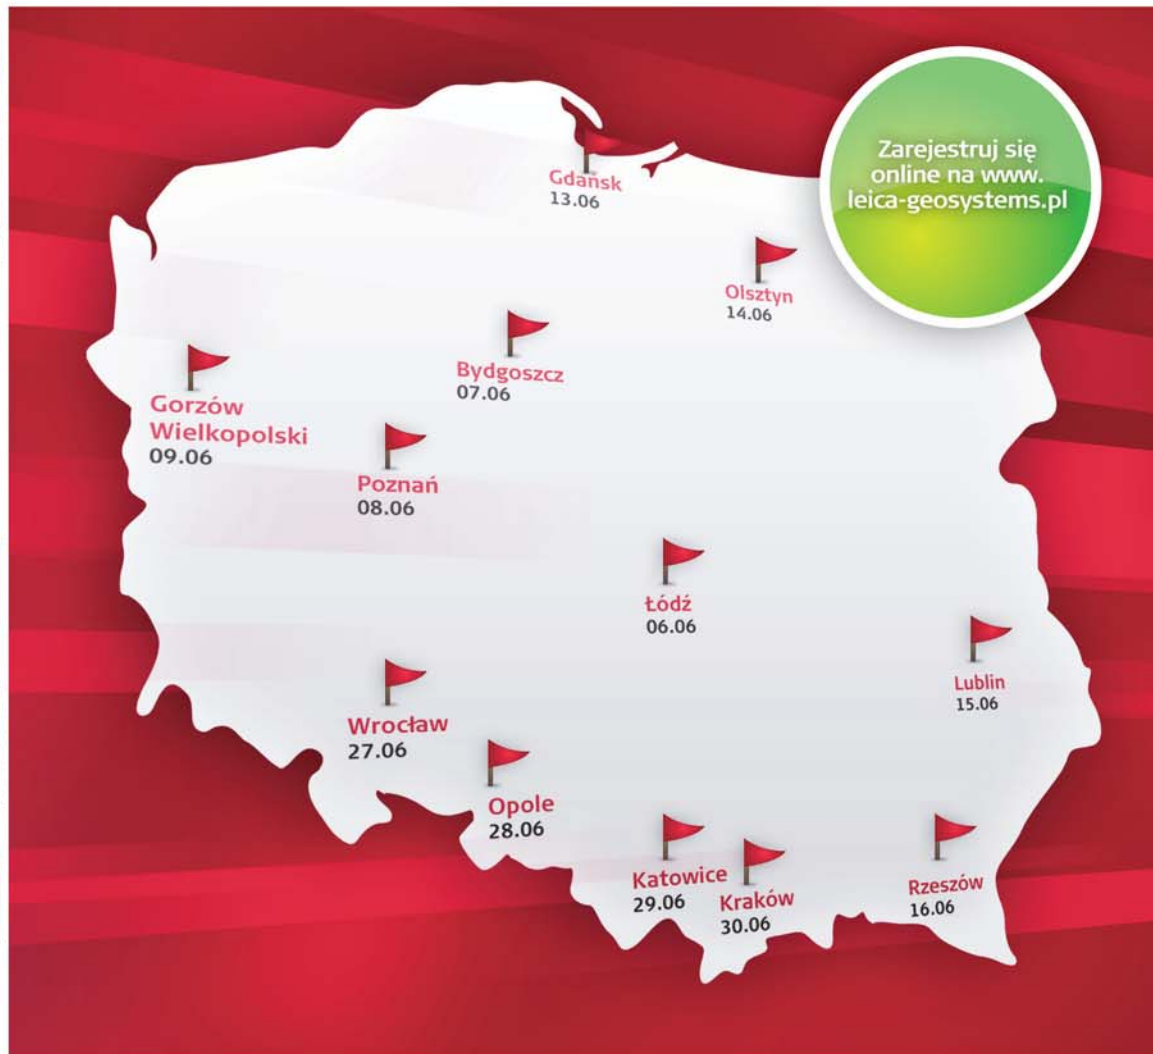 Zarejestruj się
online na www.
leica-geosystems.pl
Gdańsk
13.06
Olsztyn
14.06
Bydgoszcz
07.06
Gorzów
Wielkopolski
09.06
Poznań
08.06
Łódź
06.06
Lublin
15.06
Wrocław
27.06
Opole
28.06
Katowice
29.06
Kraków
30.06
Rzeszów
16.06